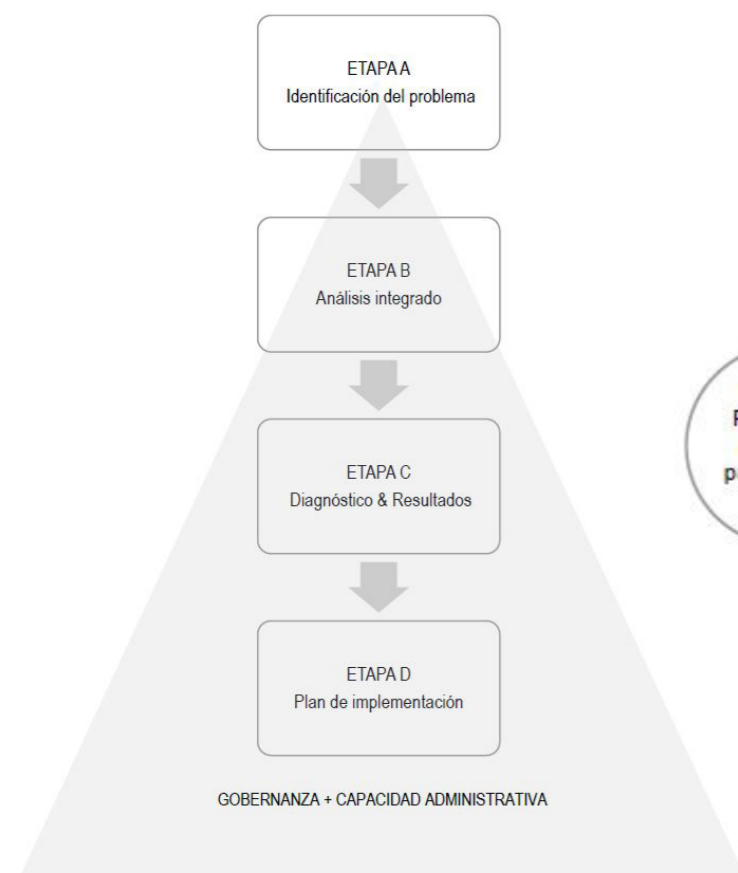 ETAPA A
Identificación del problema
ETAPA B
Análisis integrado
ETAPA C
Diagnóstico & Resultados
ETAPA D
Plan de implementación
GOBERNANZA + CAPACIDAD ADMINISTRATIVA